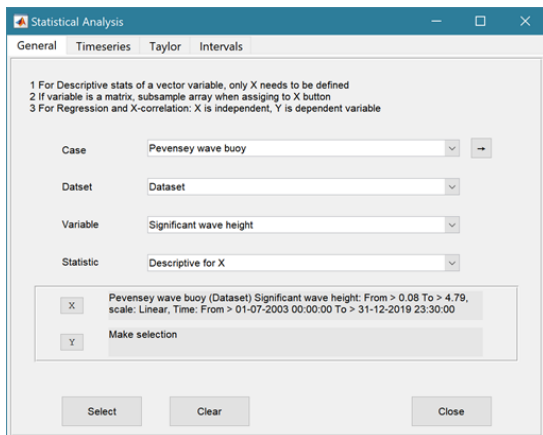 Statistical Analysis
General Timeseries Taylor Intervals
1 For Descriptive stats of a vector variable, only X needs to be defined
2 If variable is a matrix, subsample array when assiging to X button
3 For Regression and X-correlation: X is independent, Y is dependent variable
Case Pevensey wave buoy →
Datset Dataset
Variable Significant wave height
Statistic Descriptive for X
X Pevensey wave buoy (Dataset) Significant wave height: From > 0.08 To > 4.79,
scale: Linear, Time: From > 01-07-2003 00:00:00 To > 31-12-2019 23:30:00
Y Make selection
Select Clear Close